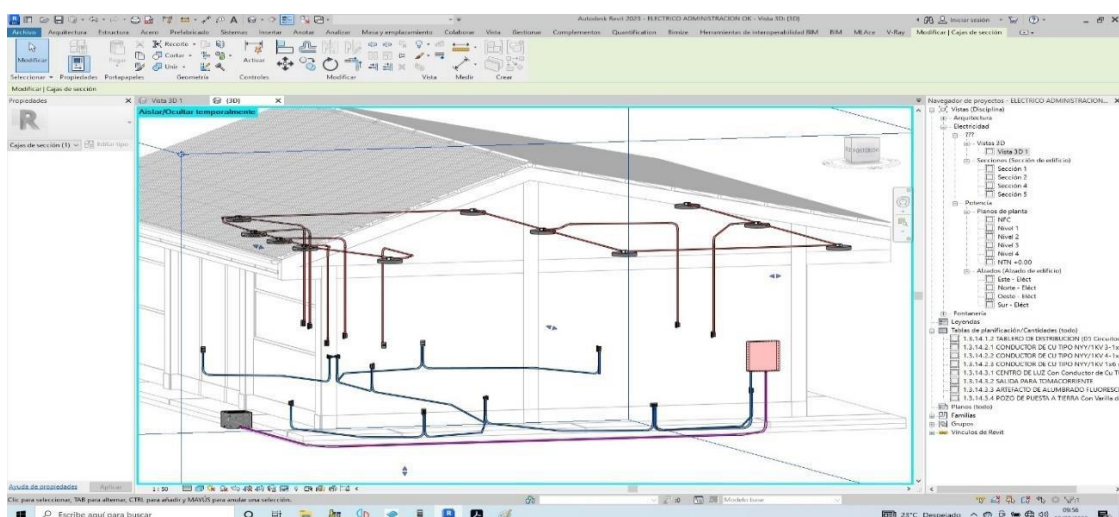 Autodesk Revit 2023 - ELECTRICO ADMINISTRACION OK - Vista 3D: {3D}
Iniciar sesión
Archivo Arquitectura Estructura Acero Prefabricado Sistemas Insertar Anotar Analizar Masa y emplazamiento Colaborar Vista Gestionar Complementos Quantification Bimize Herramientas de interoperabilidad BIM BIM V-Ray Modificar | Cajas de sección
Modificar
Pegar
Recorte
Cortar
Unir
Activar
Seleccionar Propiedades Portapapeles Geometría Controles Modificar Vista Medir Crear
Modificar | Cajas de sección
Propiedades
Vista 3D 1
{3D}
Aislar/Ocultar temporalmente
R
Cajas de sección (1)
Editar tipo
Navegador de proyectos - ELECTRICO ADMINISTRACION...
Vistas (Disciplina)
Arquitectura
Electricidad
???
Vistas 3D
Vista 3D 1
Secciones (Sección de edificio)
Sección 1
Sección 2
Sección 4
Sección 5
Potencia
Planos de planta
NFC
Nivel 1
Nivel 2
Nivel 3
Nivel 4
NTN +0.00
Alzados (Alzado de edificio)
Este - Eléct
Norte - Eléct
Oeste - Eléct
Sur - Eléct
Fontanería
Leyendas
Tablas de planificación/Cantidades (todo)
1.3.14.1.2 TABLERO DE DISTRIBUCION (05 Circuitos
1.3.14.2.1 CONDUCTOR DE CU TIPO NYY/1KV 3-1x
1.3.14.2.2 CONDUCTOR DE CU TIPO NYY/1KV 4-1x
1.3.14.2.3 CONDUCTOR DE CU TIPO NYY/1KV 1x6
1.3.14.3.1 CENTRO DE LUZ Con Conductor de Cu T
1.3.14.3.2 SALIDA PARA TOMACORRIENTE
1.3.14.3.3 ARTEFACTO DE ALUMBRADO FLUORESC
1.3.14.3.4 POZO DE PUESTA A TIERRA Con Varilla d
Planos (todo)
Familias
Grupos
Vínculos de Revit
Ayuda de propiedades
Aplicar
1 : 50
Clic para seleccionar, TAB para alternar, CTRL para añadir y MAYÚS para anular una selección.
:0
Modelo base
Escribe aquí para buscar
23°C Despejado
09:56